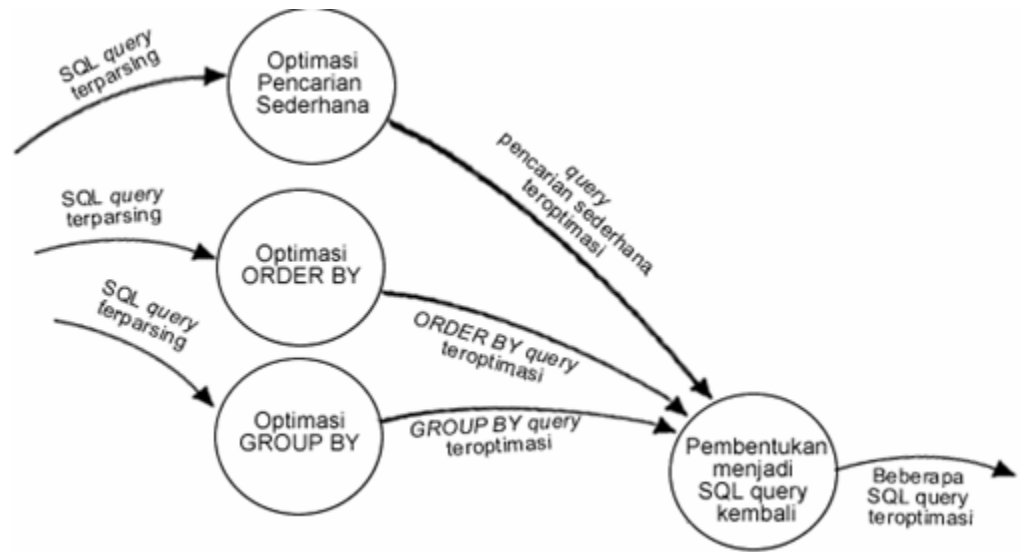 SQL query
terparsing
Optimasi
Pencarian
Sederhana
query
pencarian sederhana
teroptimasi
SQL query
terparsing
Optimasi
ORDER BY
ORDER BY query
teroptimasi
SQL query
terparsing
Optimasi
GROUP BY
GROUP BY query
teroptimasi
Pembentukan
menjadi
SQL query
kembali
Beberapa
SQL query
teroptimasi